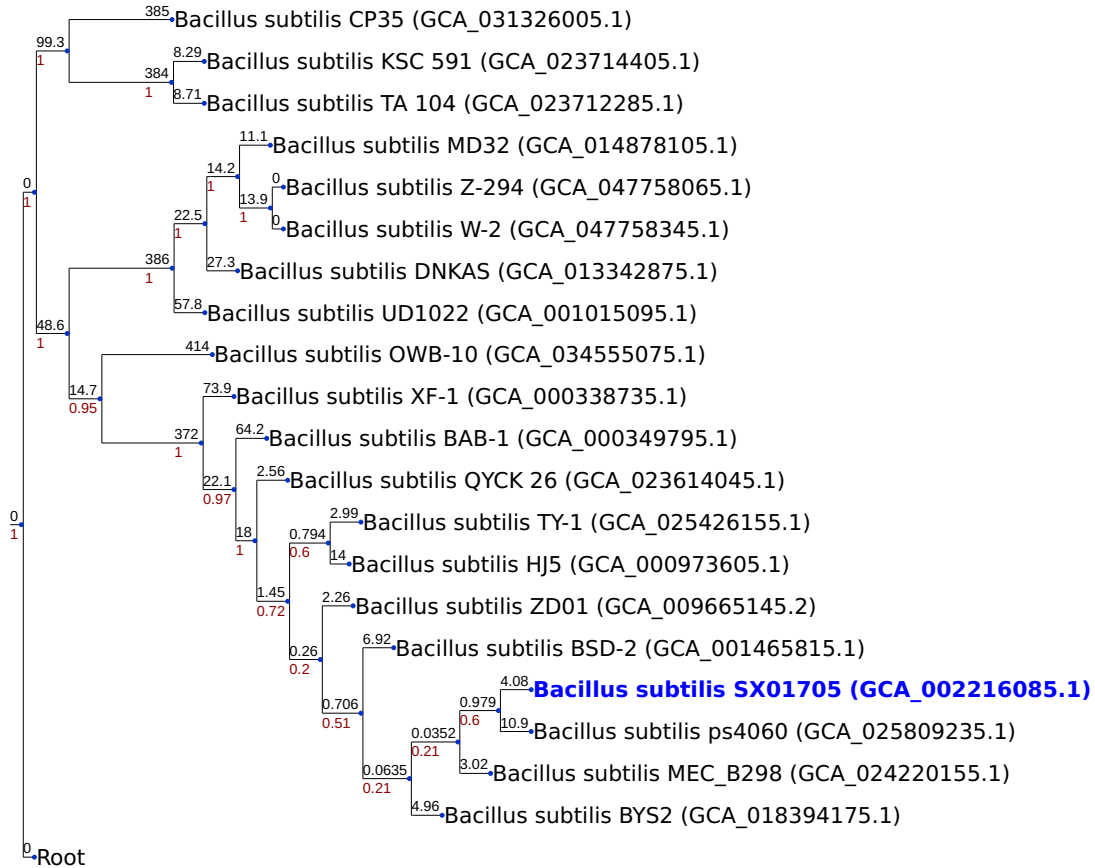 385 Bacillus subtilis CP35 (GCA_031326005.1)
99.3
1
8.29 Bacillus subtilis KSC 591 (GCA_023714405.1)
384
1
8.71 Bacillus subtilis TA 104 (GCA_023712285.1)
11.1 Bacillus subtilis MD32 (GCA_014878105.1)
14.2
1
0 Bacillus subtilis Z-294 (GCA_047758065.1)
0
1
13.9
1
22.5
1
0 Bacillus subtilis W-2 (GCA_047758345.1)
386
1
27.3 Bacillus subtilis DNKAS (GCA_013342875.1)
57.8 Bacillus subtilis UD1022 (GCA_001015095.1)
48.6
1
414 Bacillus subtilis OWB-10 (GCA_034555075.1)
14.7
0.95
73.9 Bacillus subtilis XF-1 (GCA_000338735.1)
372
1
64.2 Bacillus subtilis BAB-1 (GCA_000349795.1)
22.1
0.97
2.56 Bacillus subtilis QYCK 26 (GCA_023614045.1)
0
1
18
1
2.99 Bacillus subtilis TY-1 (GCA_025426155.1)
0.794
0.6
14 Bacillus subtilis HJ5 (GCA_000973605.1)
1.45
0.72
2.26 Bacillus subtilis ZD01 (GCA_009665145.2)
0.26
0.2
6.92 Bacillus subtilis BSD-2 (GCA_001465815.1)
0.706
0.51
4.08 Bacillus subtilis SX01705 (GCA_002216085.1)
0.979
0.6
10.9 Bacillus subtilis ps4060 (GCA_025809235.1)
0.0352
0.21
3.02 Bacillus subtilis MEC_B298 (GCA_024220155.1)
0.0635
0.21
4.96 Bacillus subtilis BYS2 (GCA_018394175.1)
0 Root